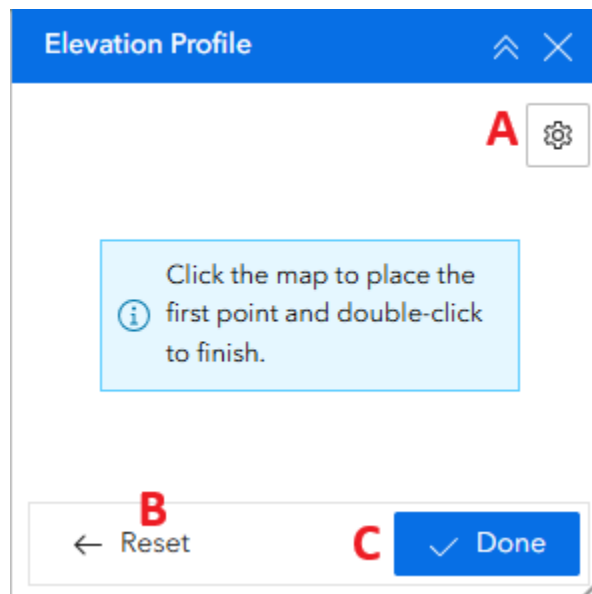 Elevation Profile
A
Click the map to place the
first point and double-click
to finish.
B
Reset
C
Done